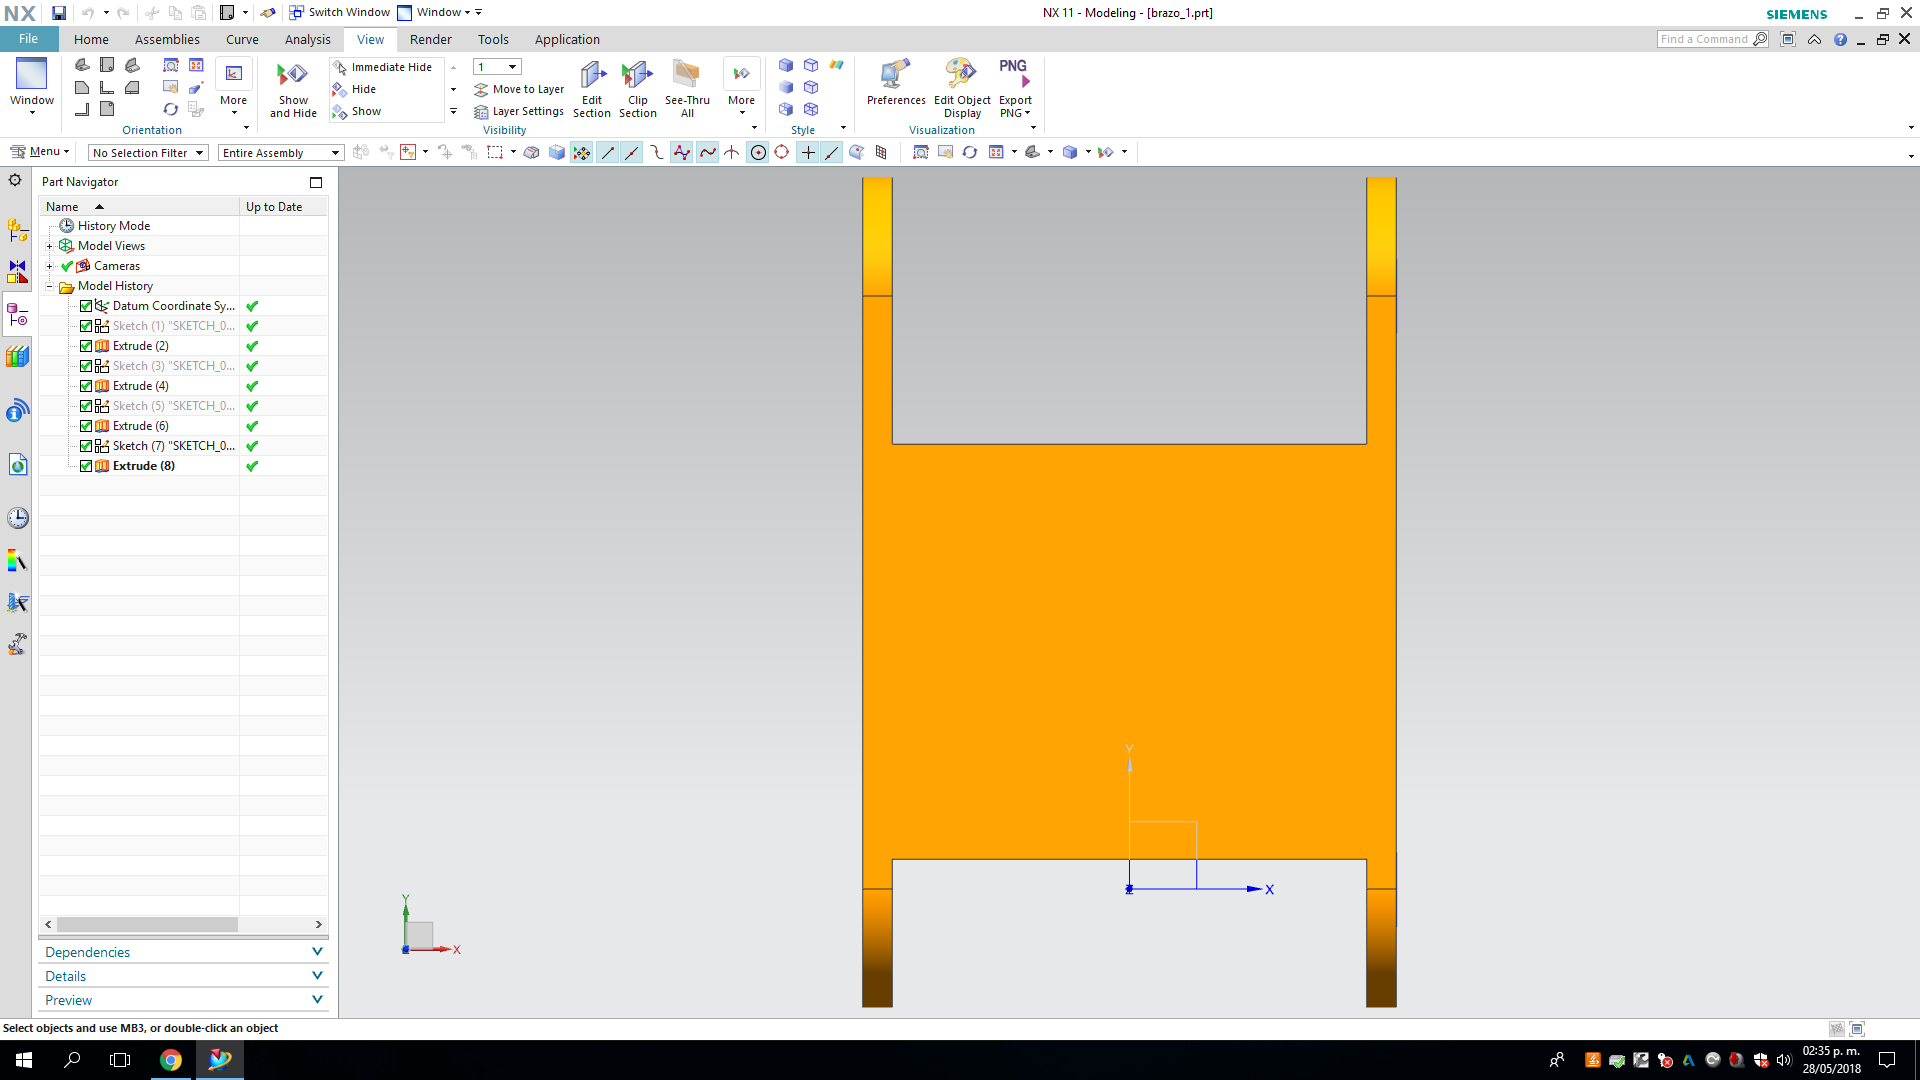 NX Switch Window Window NX 11 - Modeling - [brazo_1.prt] SIEMENS
File Home Assemblies Curve Analysis View Render Tools Application Find a Command
Window
More
Orientation
Show and Hide
Immediate Hide
Hide
Show
1
Move to Layer
Layer Settings
Edit Section
Clip Section
See-Thru All
More
Visibility
Style
Preferences
Edit Object Display
PNG
Export PNG
Visualization
Menu No Selection Filter Entire Assembly
Part Navigator
Name Up to Date
History Mode
Model Views
Cameras
Model History
Datum Coordinate Sy...
Sketch (1) "SKETCH_0...
Extrude (2)
Sketch (3) "SKETCH_0...
Extrude (4)
Sketch (5) "SKETCH_0...
Extrude (6)
Sketch (7) "SKETCH_0...
Extrude (8)
Dependencies
Details
Preview
Y
X
Y
X
Select objects and use MB3, or double-click an object
02:35 p. m.
28/05/2018